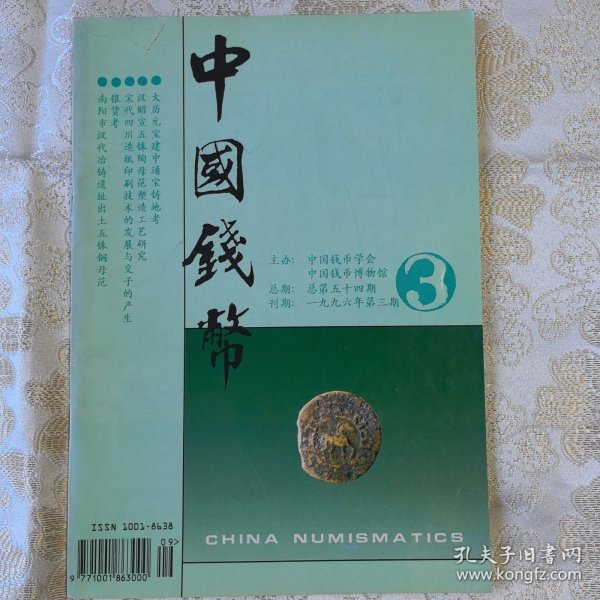 中國錢幣
大历元宝建中通宝铸地考
汉昭宣五铢陶母范塑造工艺研究
宋代四川造纸印刷技术的发展与交子的产生
银货考
南阳市汉代冶铸遗址出土五铢铜母范
主办：中国钱币学会
中国钱币博物馆
总期：总第五十四期
刊期：一九九六年第三期
3
ISSN 1001-8638
09>
9 771001 863000
CHINA NUMISMATICS
孔夫子旧书网
www.kongfz.com